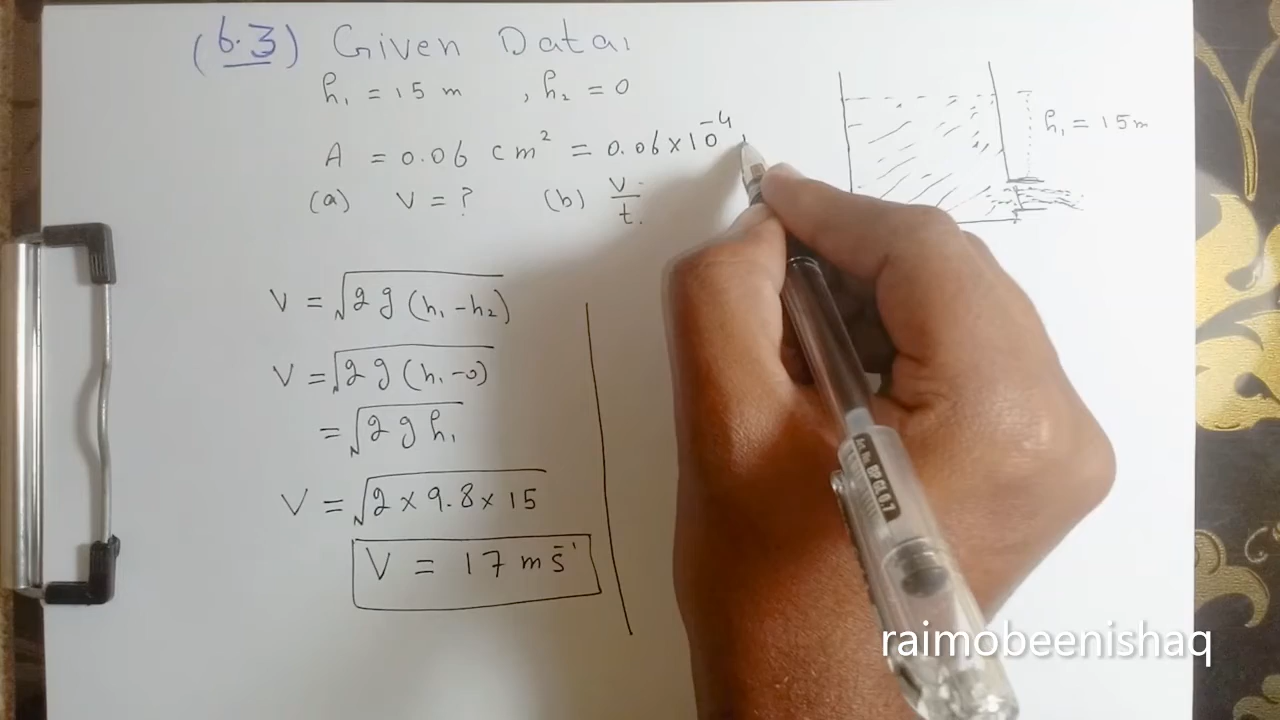 (6.3) Given Data:
h₁ = 15 m , h₂ = 0
A = 0.06 cm² = 0.06×10⁻⁴
(a) V = ? (b) V/t.
h₁ = 15m
V = √2g(h₁-h₂)
V = √2g(h₁-0)
= √2gh₁
V = √2×9.8×15
V = 17 ms⁻¹
raimobeenishaq